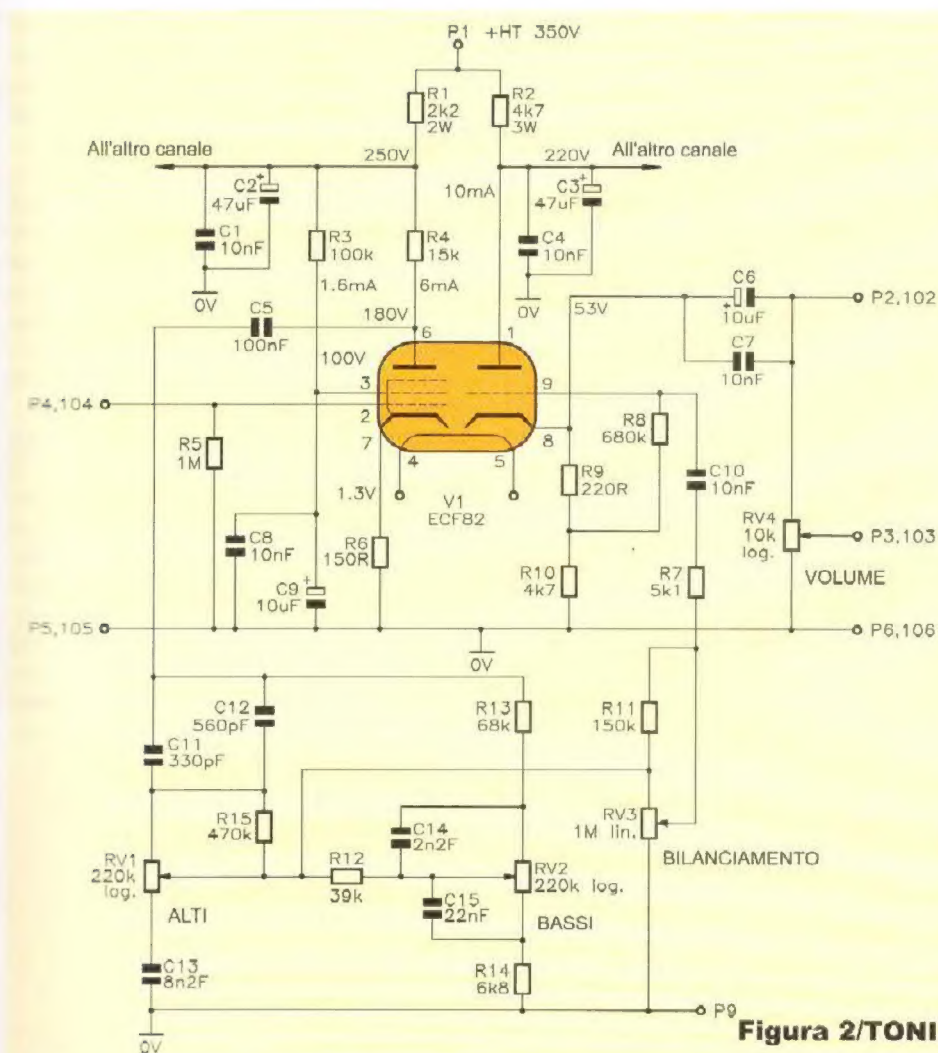 P1 +HT 350V
R1
2k2
2W
R2
4k7
3W
All'altro canale
250V
220V
All'altro canale
C2
+
47uF
C1
10nF
0V
R3
100k
1.6mA
R4
15k
6mA
10mA
C3
+
47uF
C4
10nF
0V
C5
100nF
180V
100V
6
1
53V
C6
+
10uF
C7
10nF
P2,102
P4,104
3
2
7
4
5
9
8
R8
680k
R5
1M
1.3V
V1
ECF82
R9
220R
C10
10nF
RV4
10k
log.
P3,103
VOLUME
C8
10nF
C9
+
10uF
R6
150R
R10
4k7
R7
5k1
P5,105
P6,106
0V
C12
560pF
C11
330pF
R13
68k
R11
150k
R15
470k
C14
2n2F
RV3
1M lin.
BILANCIAMENTO
RV1
220k
log.
ALTI
R12
39k
RV2
220k log.
C15
22nF
BASSI
C13
8n2F
R14
6k8
P9
0V
Figura 2/TONI